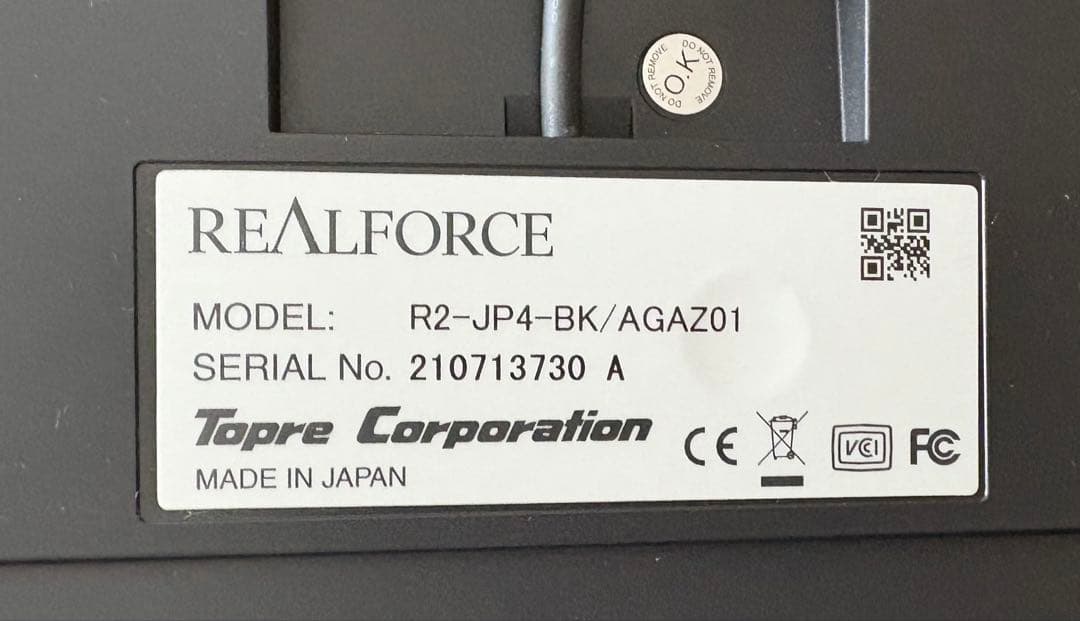 DO NOT REMOVE
O.K
DO NOT REMOVE
REALFORCE
MODEL: R2-JP4-BK/AGAZ01
SERIAL No. 210713730 A
Topre Corporation
MADE IN JAPAN
CE
VCI
FC